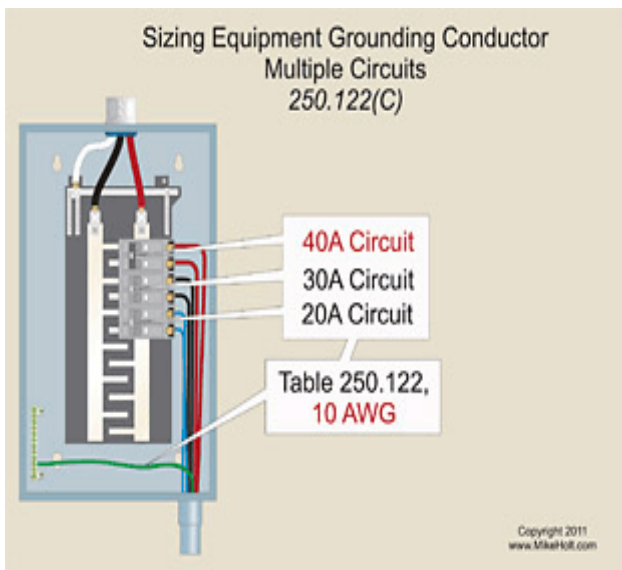 Sizing Equipment Grounding Conductor
Multiple Circuits
250.122(C)
40A Circuit
30A Circuit
20A Circuit
Table 250.122,
10 AWG
Copyright 2011
www.MikeHolt.com